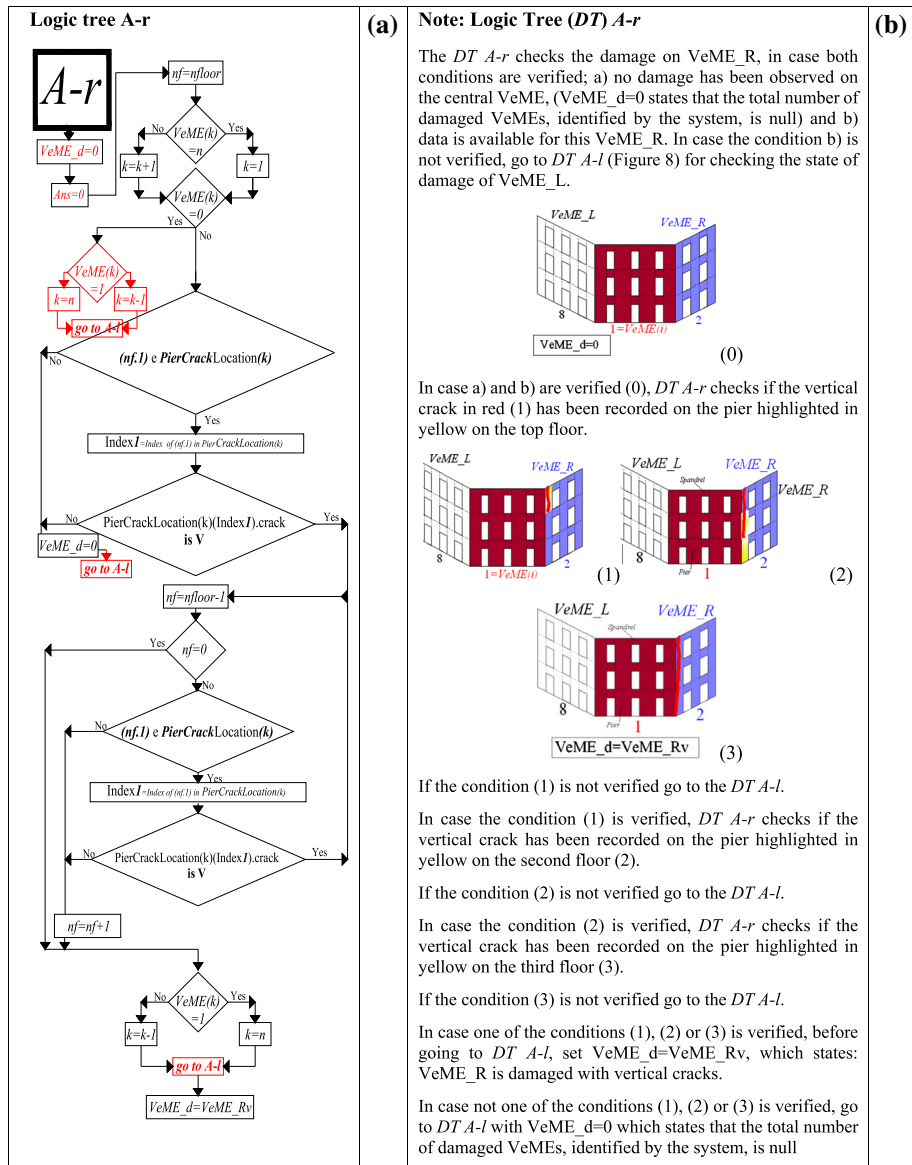 Logic tree A-r
(a)
A-r
nf=nfloor
VeME_d=0
Ans=0
No
VeME(k)
=n
Yes
k=k+1
k=1
VeME(k)
=0
Yes
No
VeME(k)
=1
k=n
k=k-1
go to A-l
No
(nf.1) e PierCrackLocation(k)
Yes
Index1=Index of (nf.1) in PierCrackLocation(k)
No
PierCrackLocation(k)(Index1).crack
is V
Yes
VeME_d=0
go to A-l
nf=nfloor-1
Yes
nf=0
No
No
(nf.1) e PierCrackLocation(k)
Yes
Index1=Index of (nf.1) in PierCrackLocation(k)
No
PierCrackLocation(k)(Index1).crack
is V
Yes
nf=nf+1
No
VeME(k)
=1
Yes
k=k-1
k=n
go to A-l
VeME_d=VeME_Rv
Note: Logic Tree (DT) A-r
(b)
The DT A-r checks the damage on VeME_R, in case both
conditions are verified; a) no damage has been observed on
the central VeME, (VeME_d=0 states that the total number of
damaged VeMEs, identified by the system, is null) and b)
data is available for this VeME_R. In case the condition b) is
not verified, go to DT A-l (Figure 8) for checking the state of
damage of VeME_L.
VeME_L
VeME_R
8
1=VeME(i)
2
VeME_d=0
(0)
In case a) and b) are verified (0), DT A-r checks if the vertical
crack in red (1) has been recorded on the pier highlighted in
yellow on the top floor.
VeME_L
VeME_R
8
1=VeME(i)
2
(1)
VeME_L
VeME_R
Spandrel
VeME_R
8
Pier
1
2
(2)
VeME_L
VeME_R
Spandrel
8
Pier
1
2
VeME_d=VeME_Rv
(3)
If the condition (1) is not verified go to the DT A-l.
In case the condition (1) is verified, DT A-r checks if the
vertical crack has been recorded on the pier highlighted in
yellow on the second floor (2).
If the condition (2) is not verified go to the DT A-l.
In case the condition (2) is verified, DT A-r checks if the
vertical crack has been recorded on the pier highlighted in
yellow on the third floor (3).
If the condition (3) is not verified go to the DT A-l.
In case one of the conditions (1), (2) or (3) is verified, before
going to DT A-l, set VeME_d=VeME_Rv, which states:
VeME_R is damaged with vertical cracks.
In case not one of the conditions (1), (2) or (3) is verified, go
to DT A-l with VeME_d=0 which states that the total number
of damaged VeMEs, identified by the system, is null